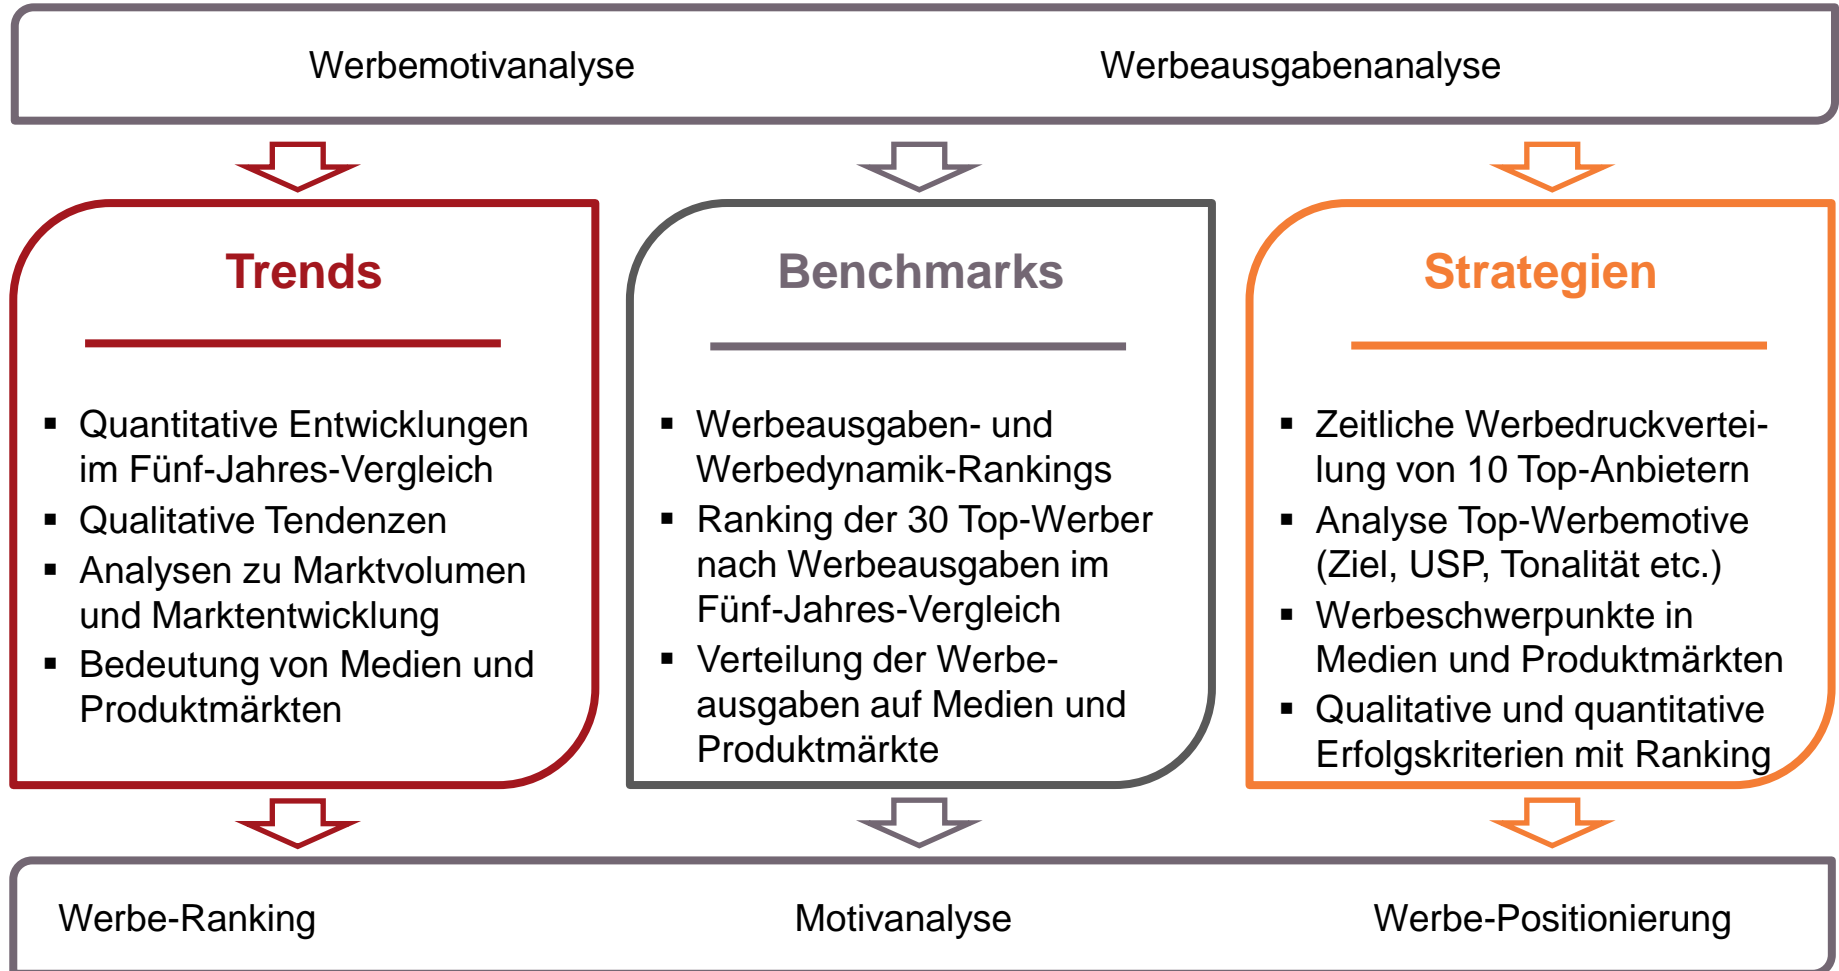 Werbemotivanalyse
Werbeausgabenanalyse
Trends
▪ Quantitative Entwicklungen
im Fünf-Jahres-Vergleich
▪ Qualitative Tendenzen
▪ Analysen zu Marktvolumen
und Marktentwicklung
▪ Bedeutung von Medien und
Produktmärkten
Benchmarks
▪ Werbeausgaben- und
Werbedynamik-Rankings
▪ Ranking der 30 Top-Werber
nach Werbeausgaben im
Fünf-Jahres-Vergleich
▪ Verteilung der Werbe-
ausgaben auf Medien und
Produktmärkte
Strategien
▪ Zeitliche Werbedruckvertei-
lung von 10 Top-Anbietern
▪ Analyse Top-Werbemotive
(Ziel, USP, Tonalität etc.)
▪ Werbeschwerpunkte in
Medien und Produktmärkten
▪ Qualitative und quantitative
Erfolgskriterien mit Ranking
Werbe-Ranking
Motivanalyse
Werbe-Positionierung